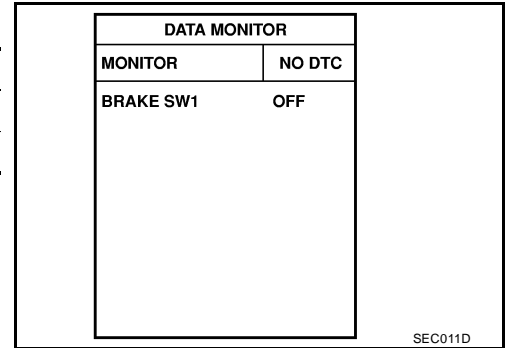 DATA MONITOR
MONITOR NO DTC
BRAKE SW1 OFF
SEC011D